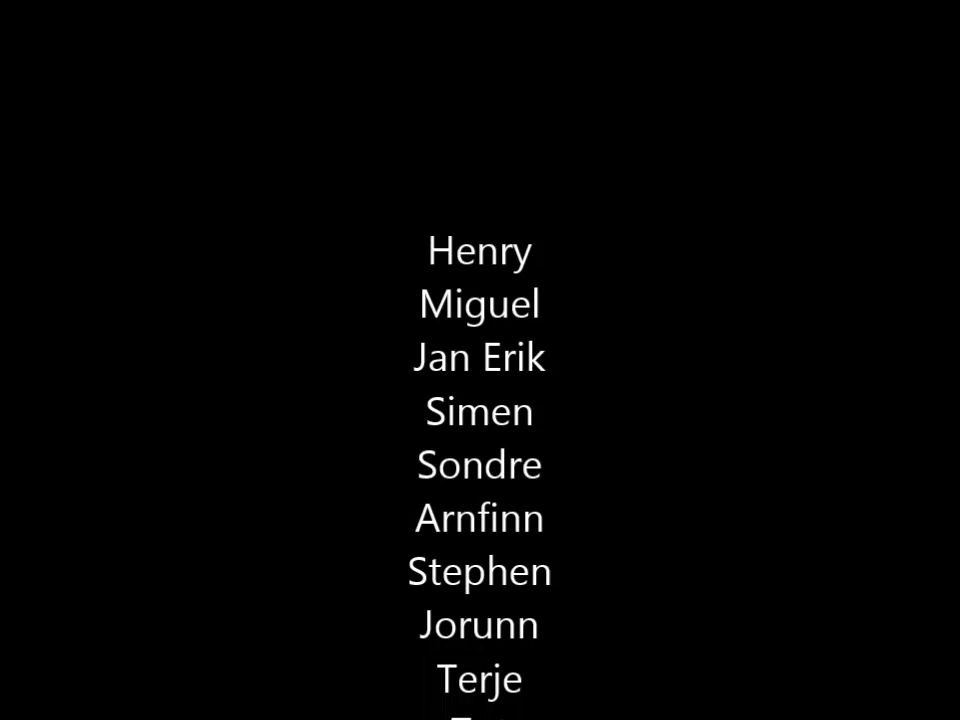 Henry
Miguel
Jan Erik
Simen
Sondre
Arnfinn
Stephen
Jorunn
Terje